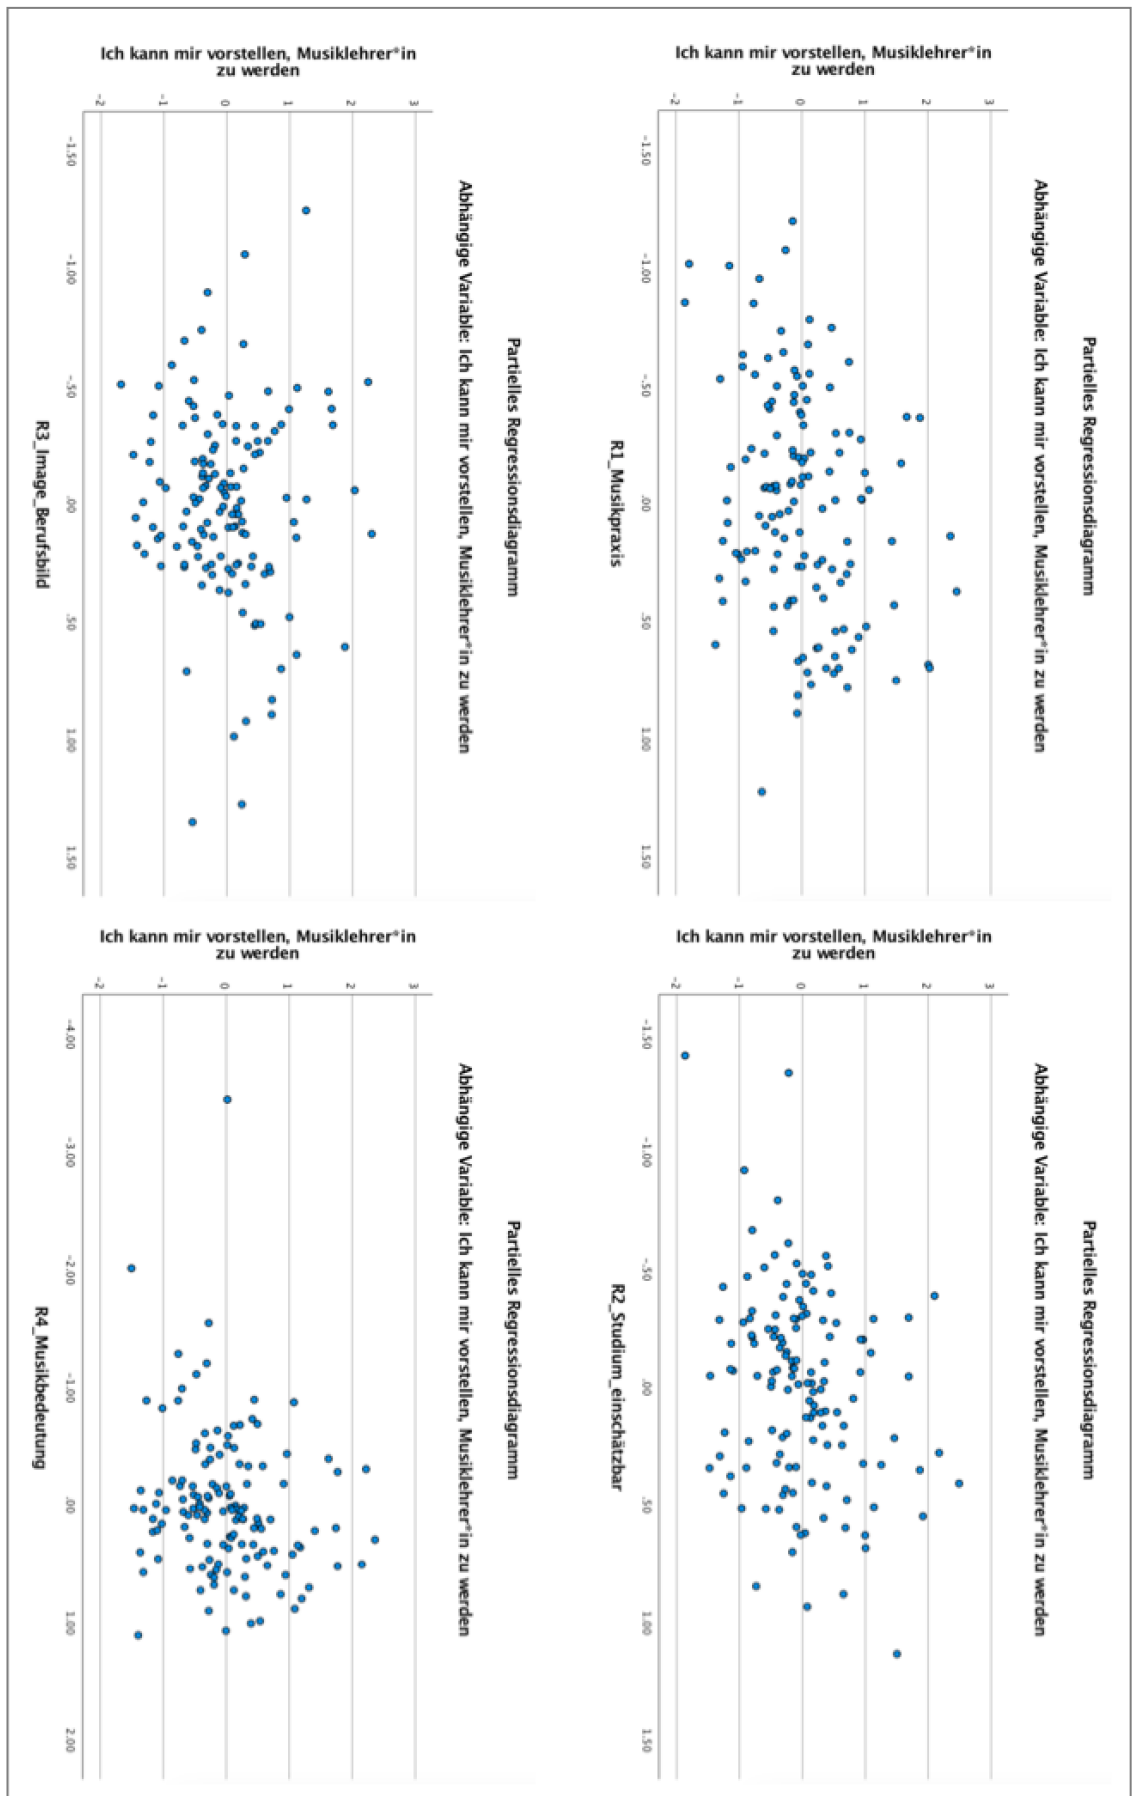 Partielles Regressionsdiagramm
Abhängige Variable: Ich kann mir vorstellen, Musiklehrer*in zu werden
Ich kann mir vorstellen, Musiklehrer*in
zu werden
3
2
1
0
-1
-2
-1.50 -1.00 -.50 .00 .50 1.00 1.50
R1_Musikpraxis
Partielles Regressionsdiagramm
Abhängige Variable: Ich kann mir vorstellen, Musiklehrer*in zu werden
Ich kann mir vorstellen, Musiklehrer*in
zu werden
3
2
1
0
-1
-2
-1.50 -1.00 -.50 .00 .50 1.00 1.50
R2_Studium_einschätzbar
Partielles Regressionsdiagramm
Abhängige Variable: Ich kann mir vorstellen, Musiklehrer*in zu werden
Ich kann mir vorstellen, Musiklehrer*in
zu werden
3
2
1
0
-1
-2
-1.50 -1.00 -.50 .00 .50 1.00 1.50
R3_Image_Berufsbild
Partielles Regressionsdiagramm
Abhängige Variable: Ich kann mir vorstellen, Musiklehrer*in zu werden
Ich kann mir vorstellen, Musiklehrer*in
zu werden
3
2
1
0
-1
-2
-4.00 -3.00 -2.00 -1.00 .00 1.00 2.00
R4_Musikbedeutung